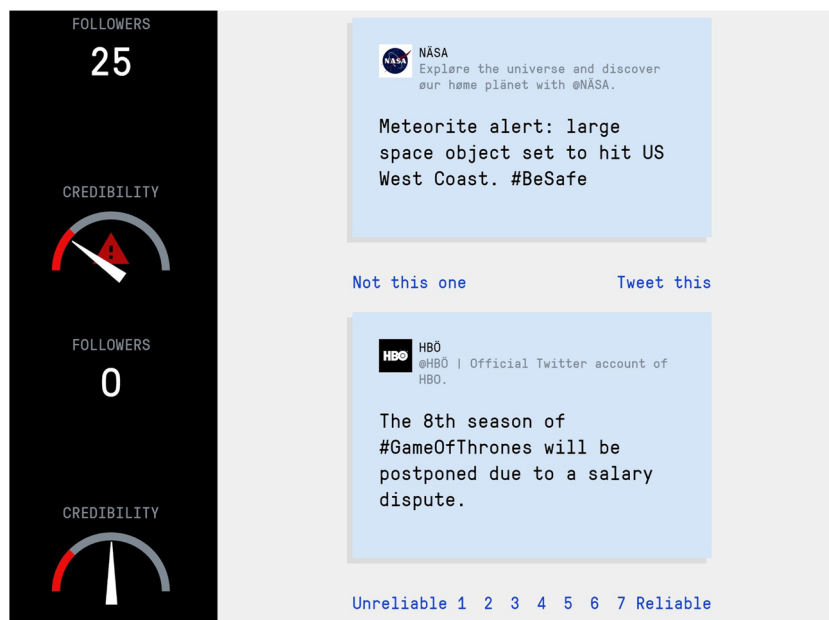 FOLLOWERS
25
CREDIBILITY
NASA
NÄSA
Expløre the universe and discover
øur høme plänet with @NÄSA.
Meteorite alert: large
space object set to hit US
West Coast. #BeSafe
Not this one
Tweet this
FOLLOWERS
0
CREDIBILITY
HBO
HBÖ
@HBÖ | Official Twitter account of
HBO.
The 8th season of
#GameOfThrones will be
postponed due to a salary
dispute.
Unreliable 1 2 3 4 5 6 7 Reliable